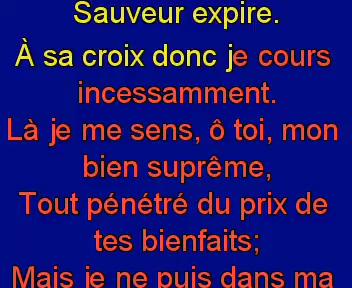 Sauveur expire.
À sa croix donc je cours
incessamment.
Là je me sens, ô toi, mon
bien suprême,
Tout pénétré du prix de
tes bienfaits;
Mais je ne puis dans ma